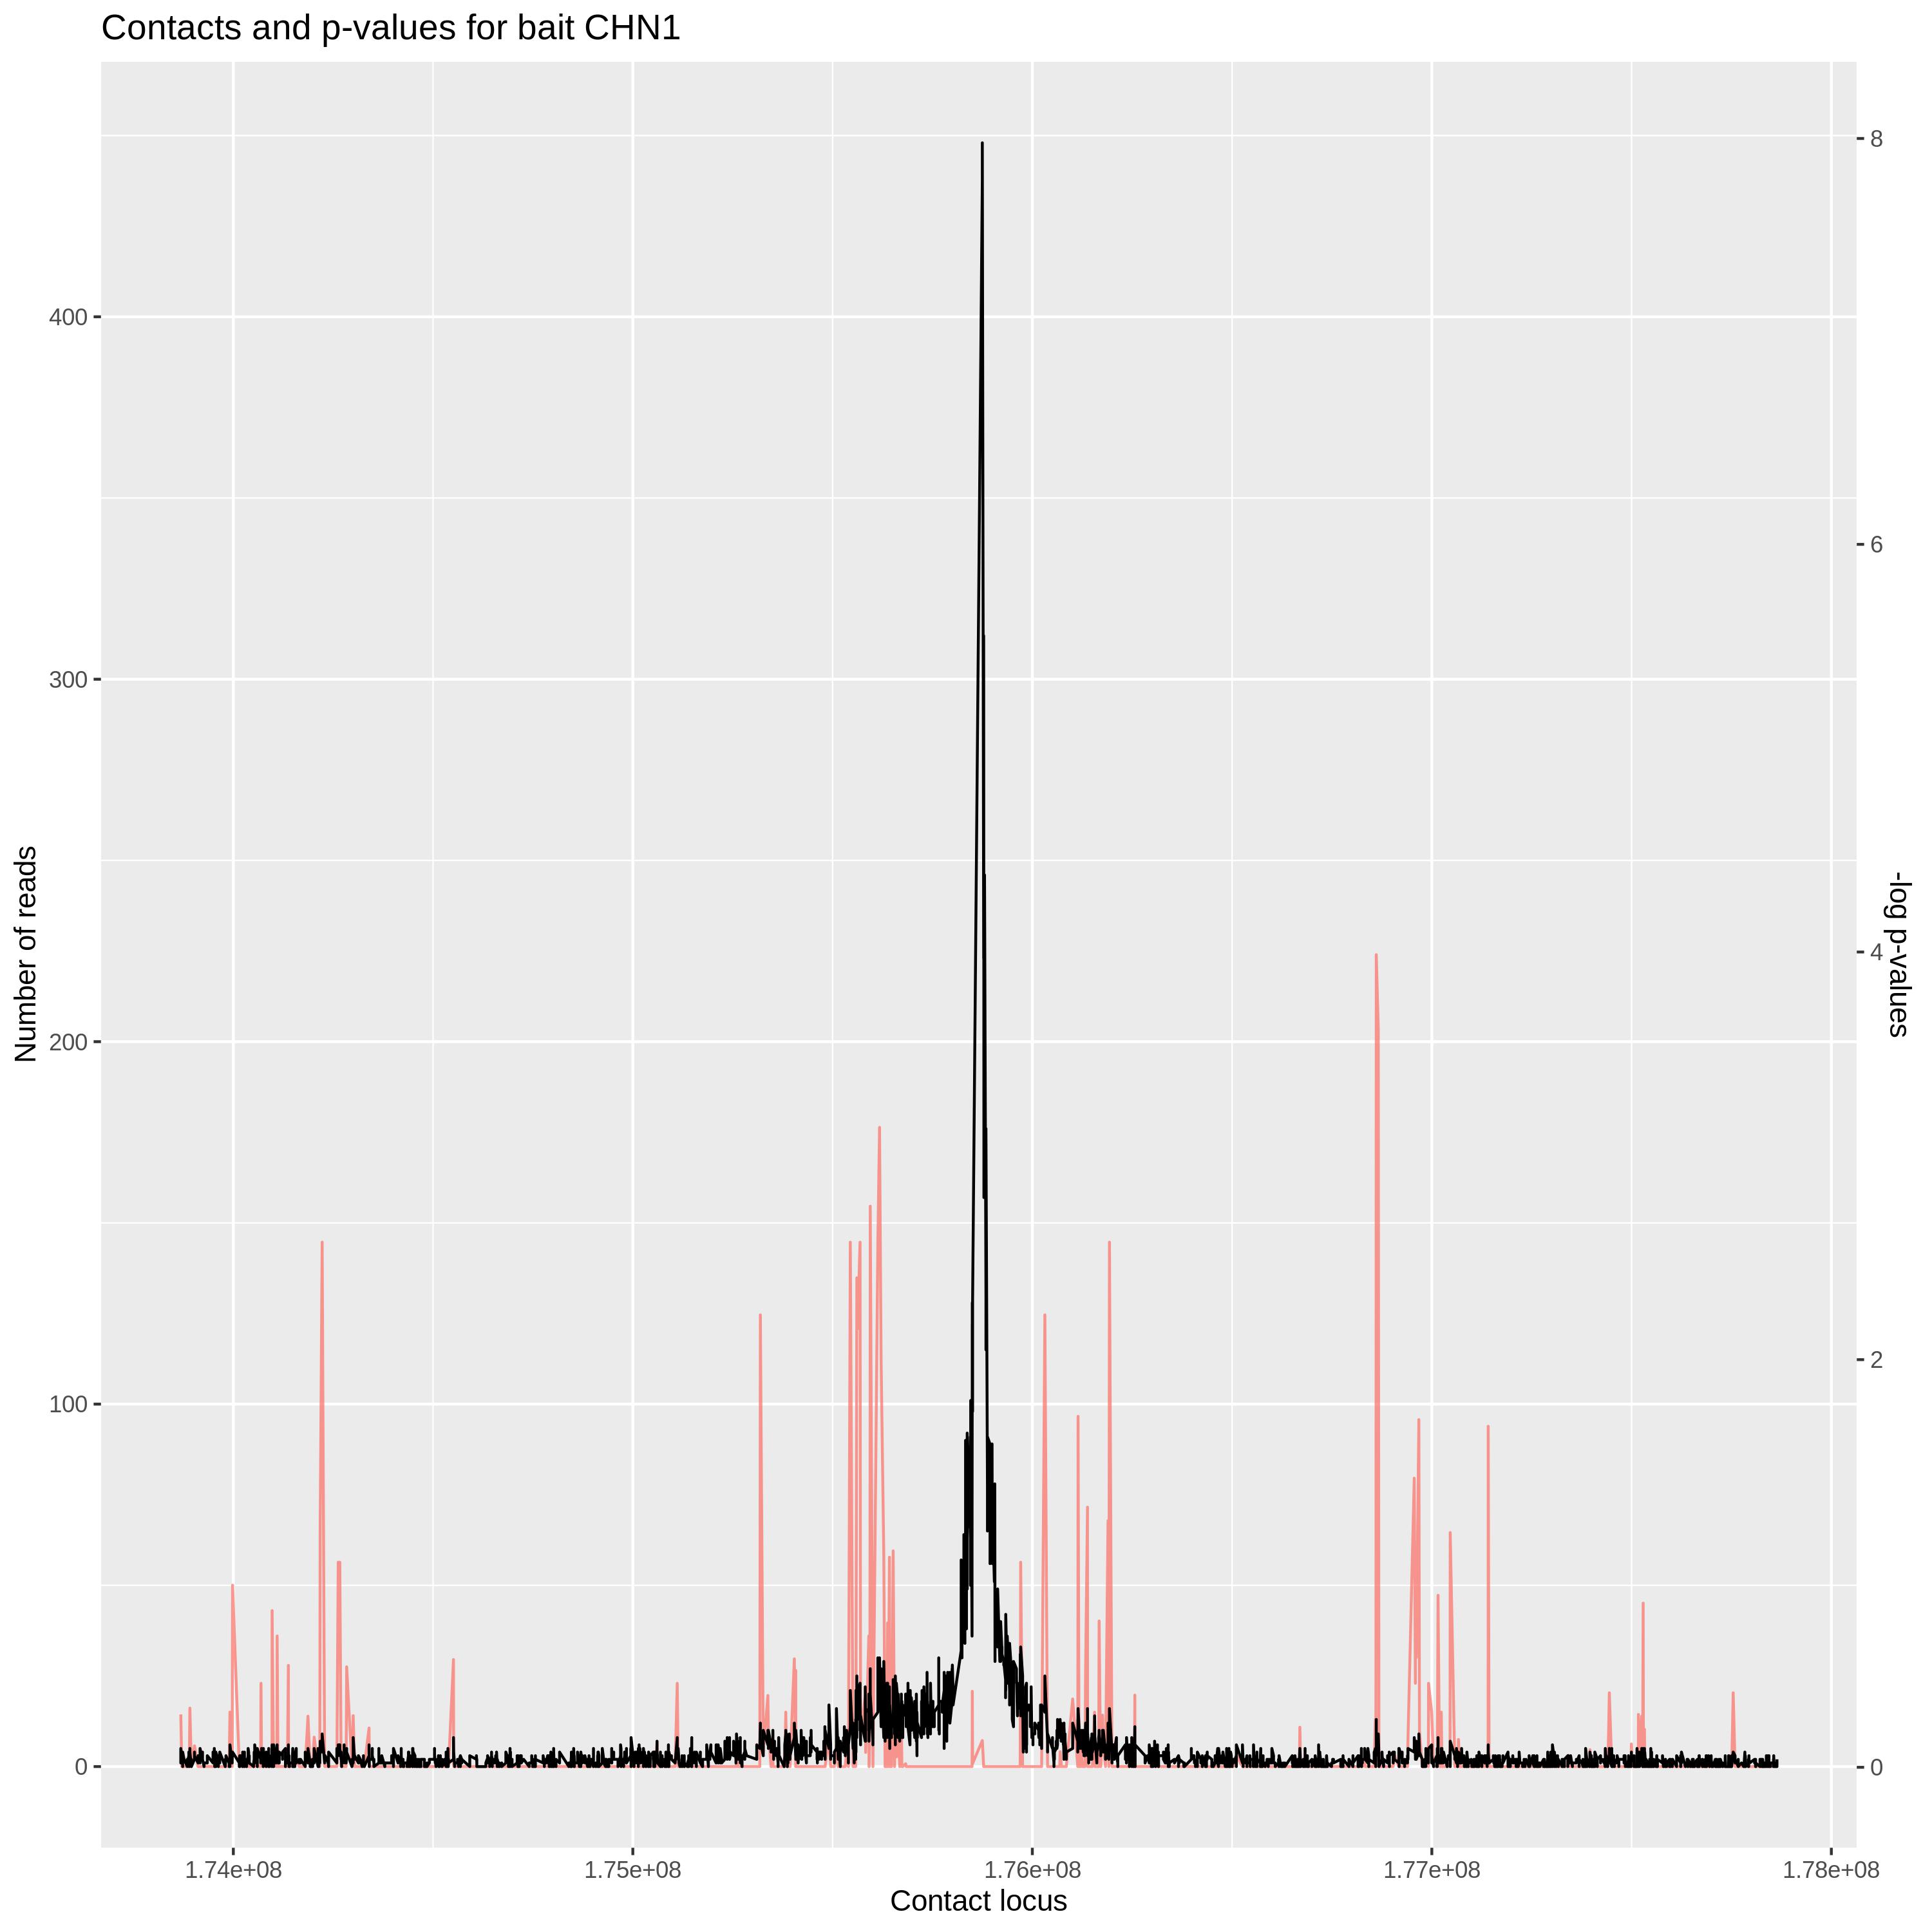 Contacts and p-values for bait CHN1
Number of reads
400
300
200
100
0
8
6
4
2
0
-log p-values
1.74e+08
1.75e+08
1.76e+08
1.77e+08
1.78e+08
Contact locus